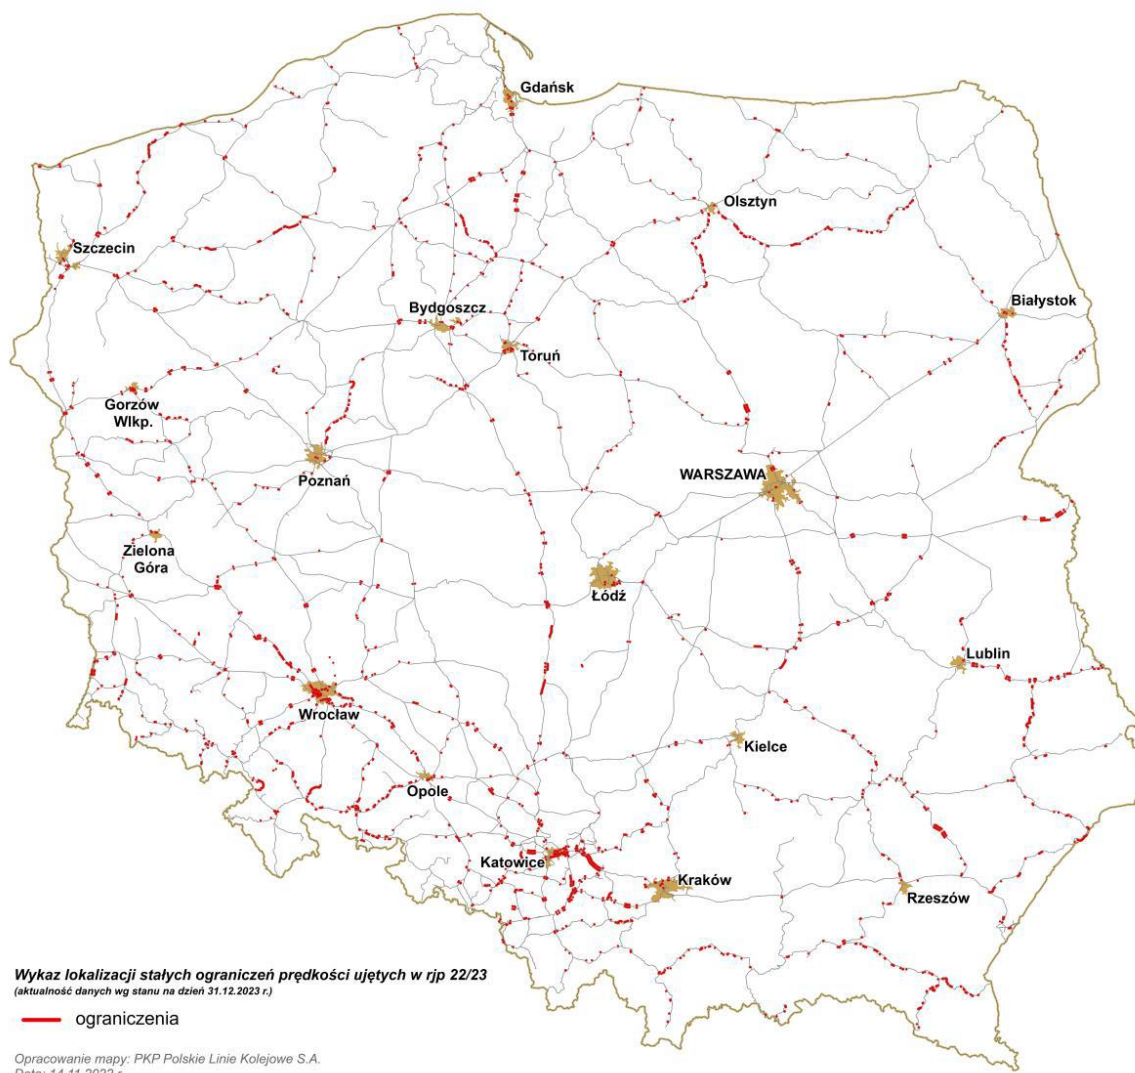 Gdańsk
Olsztyn
Szczecin
Białystok
Bydgoszcz
Toruń
Gorzów
Wlkp.
Poznań
WARSZAWA
Zielona
Góra
Łódź
Lublin
Wrocław
Kielce
Opole
Katowice
Kraków
Rzeszów
Wykaz lokalizacji stałych ograniczeń prędkości ujętych w rjp 22/23
(aktualność danych wg stanu na dzień 31.12.2023 r.)
ograniczenia
Opracowanie mapy: PKP Polskie Linie Kolejowe S.A.